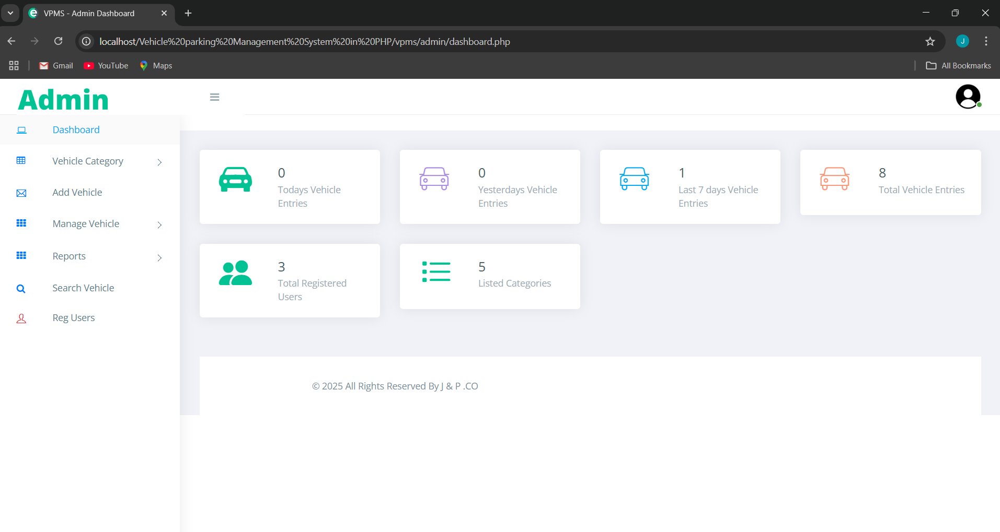 VPMS - Admin Dashboard
localhost/Vehicle%20parking%20Management%20System%20in%20PHP/vpms/admin/dashboard.php
J
Gmail
YouTube
Maps
All Bookmarks
Admin
Dashboard
Vehicle Category
Add Vehicle
Manage Vehicle
Reports
Search Vehicle
Reg Users
0
Todays Vehicle
Entries
0
Yesterdays Vehicle
Entries
1
Last 7 days Vehicle
Entries
8
Total Vehicle Entries
3
Total Registered
Users
5
Listed Categories
© 2025 All Rights Reserved By J & P .CO